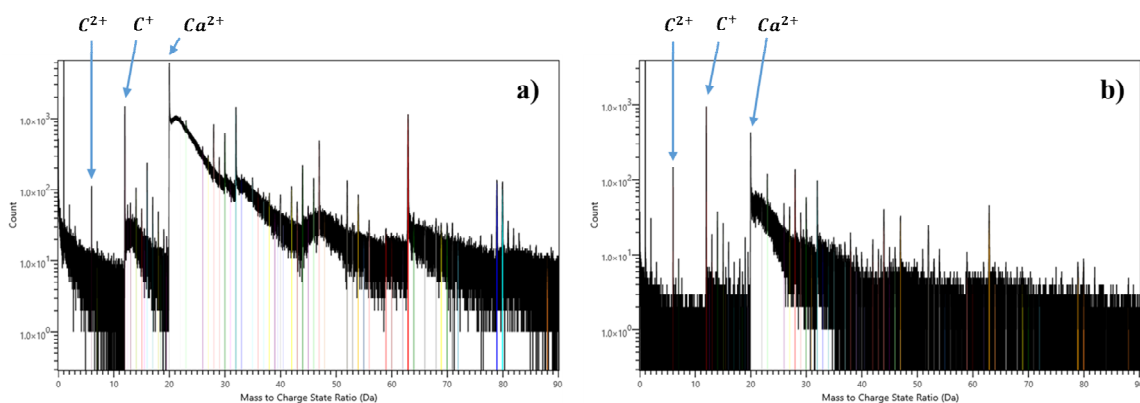 C²⁺ C⁺ Ca²⁺
a)
1.0×10³
1.0×10²
1.0×10¹
1.0×10⁰
Count
0 10 20 30 40 50 60 70 80 90
Mass to Charge State Ratio (Da)
C²⁺ C⁺ Ca²⁺
b)
1.0×10³
1.0×10²
1.0×10¹
1.0×10⁰
Count
0 10 20 30 40 50 60 70 80 90
Mass to Charge State Ratio (Da)